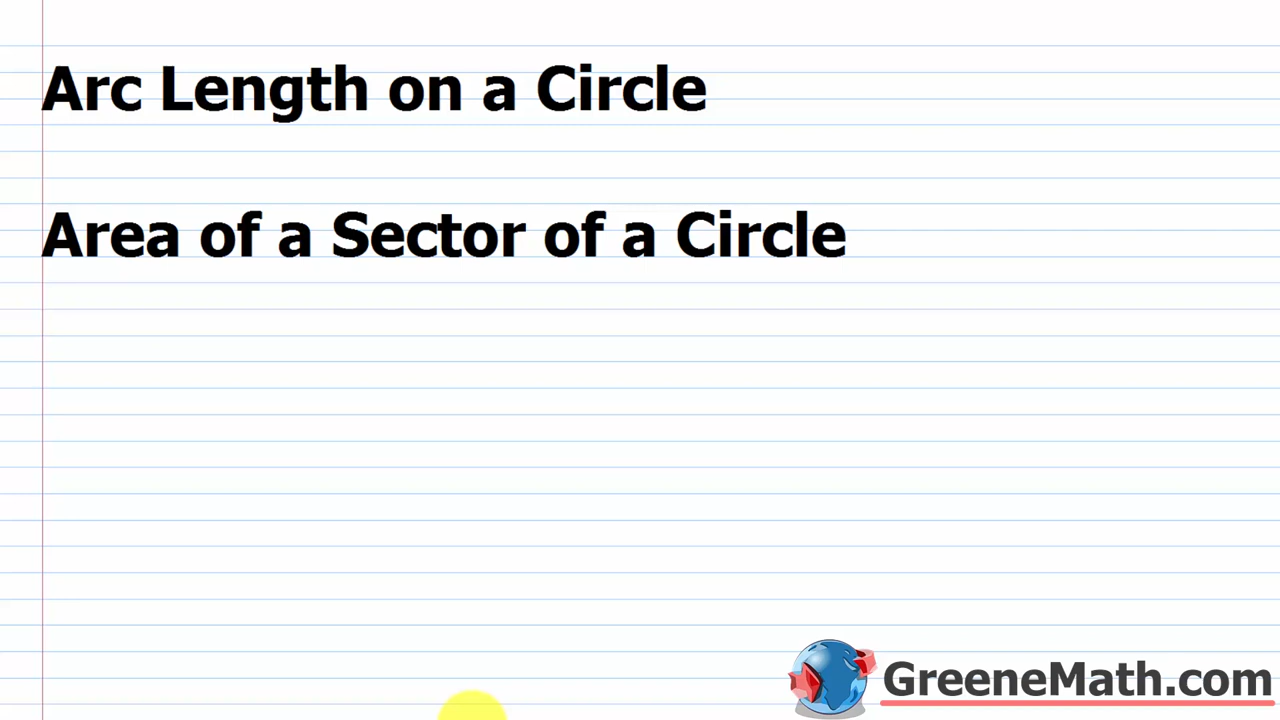 Arc Length on a Circle
Area of a Sector of a Circle
GreeneMath.com